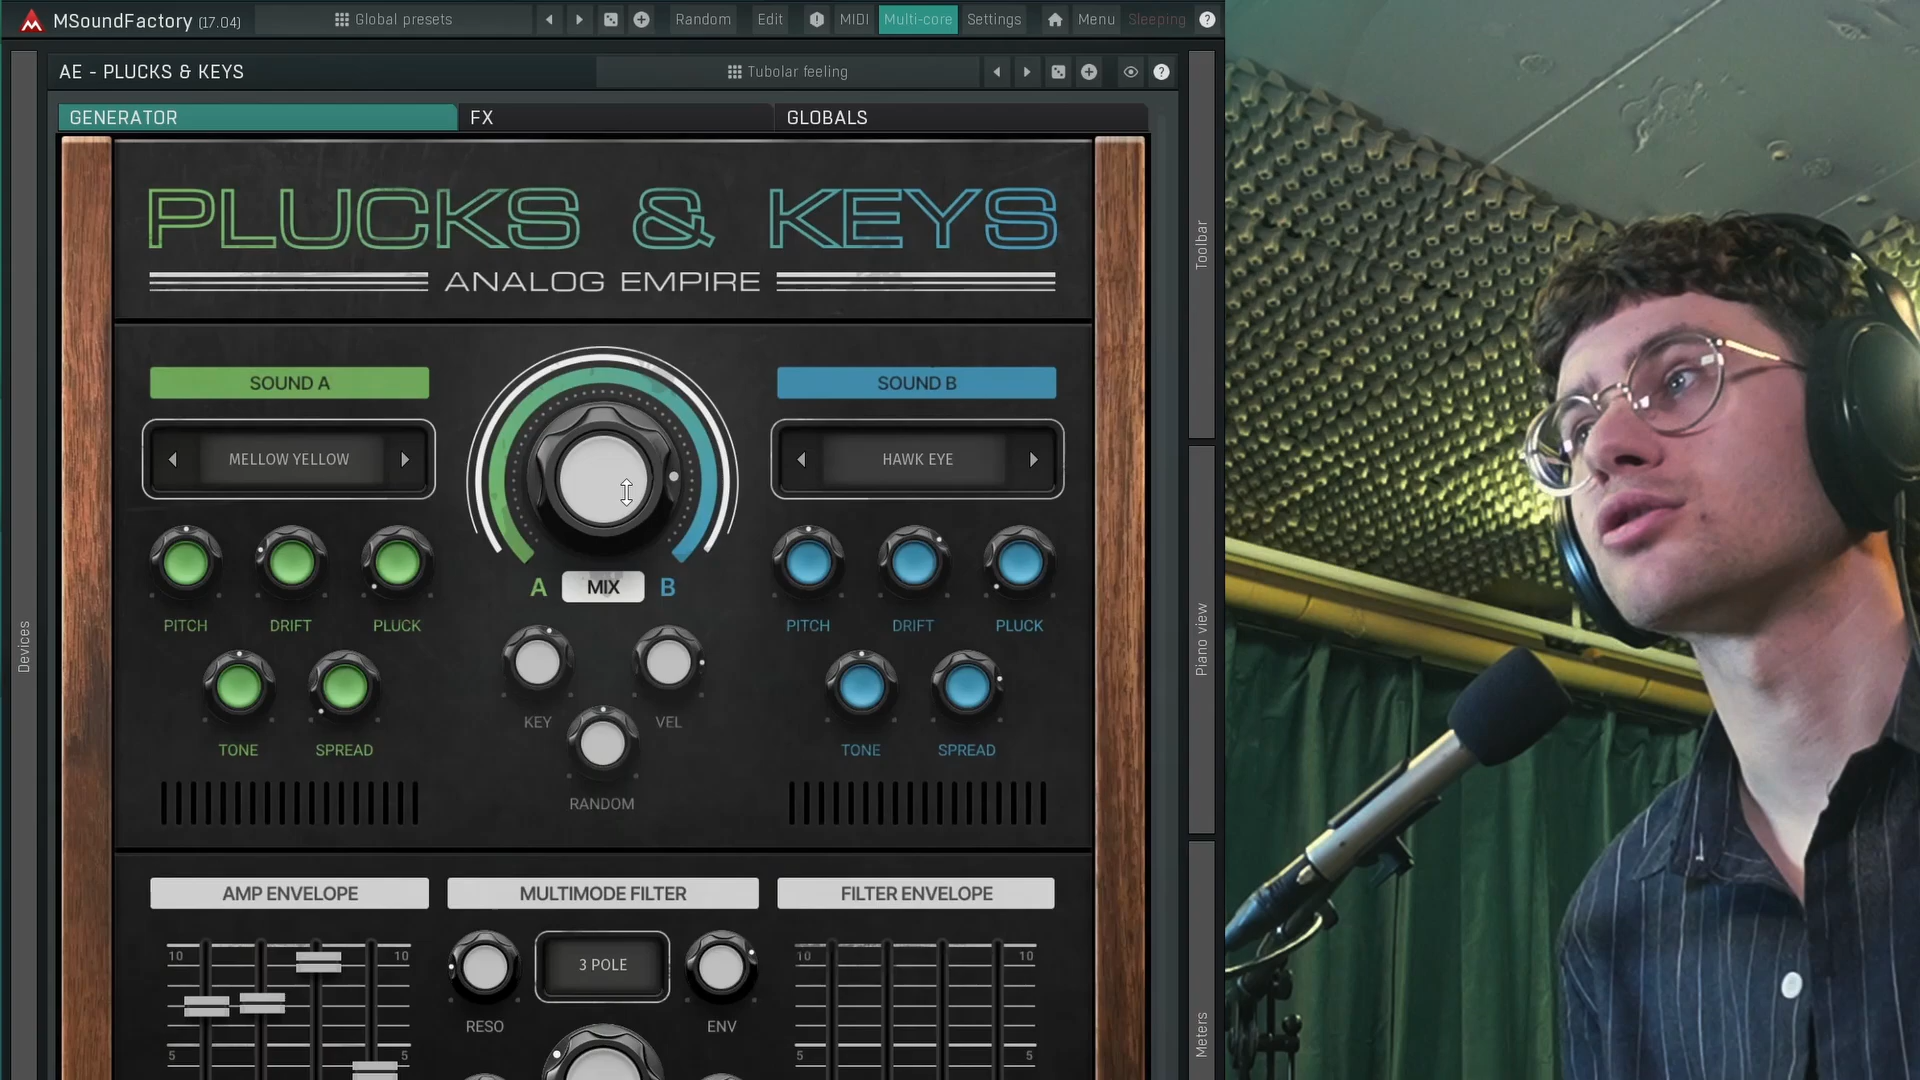 MSoundFactory (17.04)
Global presets
Random
Edit
MIDI
Multi-core
Settings
Menu
Sleeping
?
AE - PLUCKS & KEYS
Tubolar feeling
?
GENERATOR
FX
GLOBALS
PLUCKS & KEYS
ANALOG EMPIRE
SOUND A
SOUND B
MELLOW YELLOW
HAWK EYE
A
MIX
B
PITCH
DRIFT
PLUCK
PITCH
DRIFT
PLUCK
TONE
SPREAD
KEY
VEL
TONE
SPREAD
RANDOM
AMP ENVELOPE
MULTIMODE FILTER
FILTER ENVELOPE
10
10
3 POLE
10
10
RESO
ENV
5
5
5
5
Devices
Toolbar
Piano view
Meters